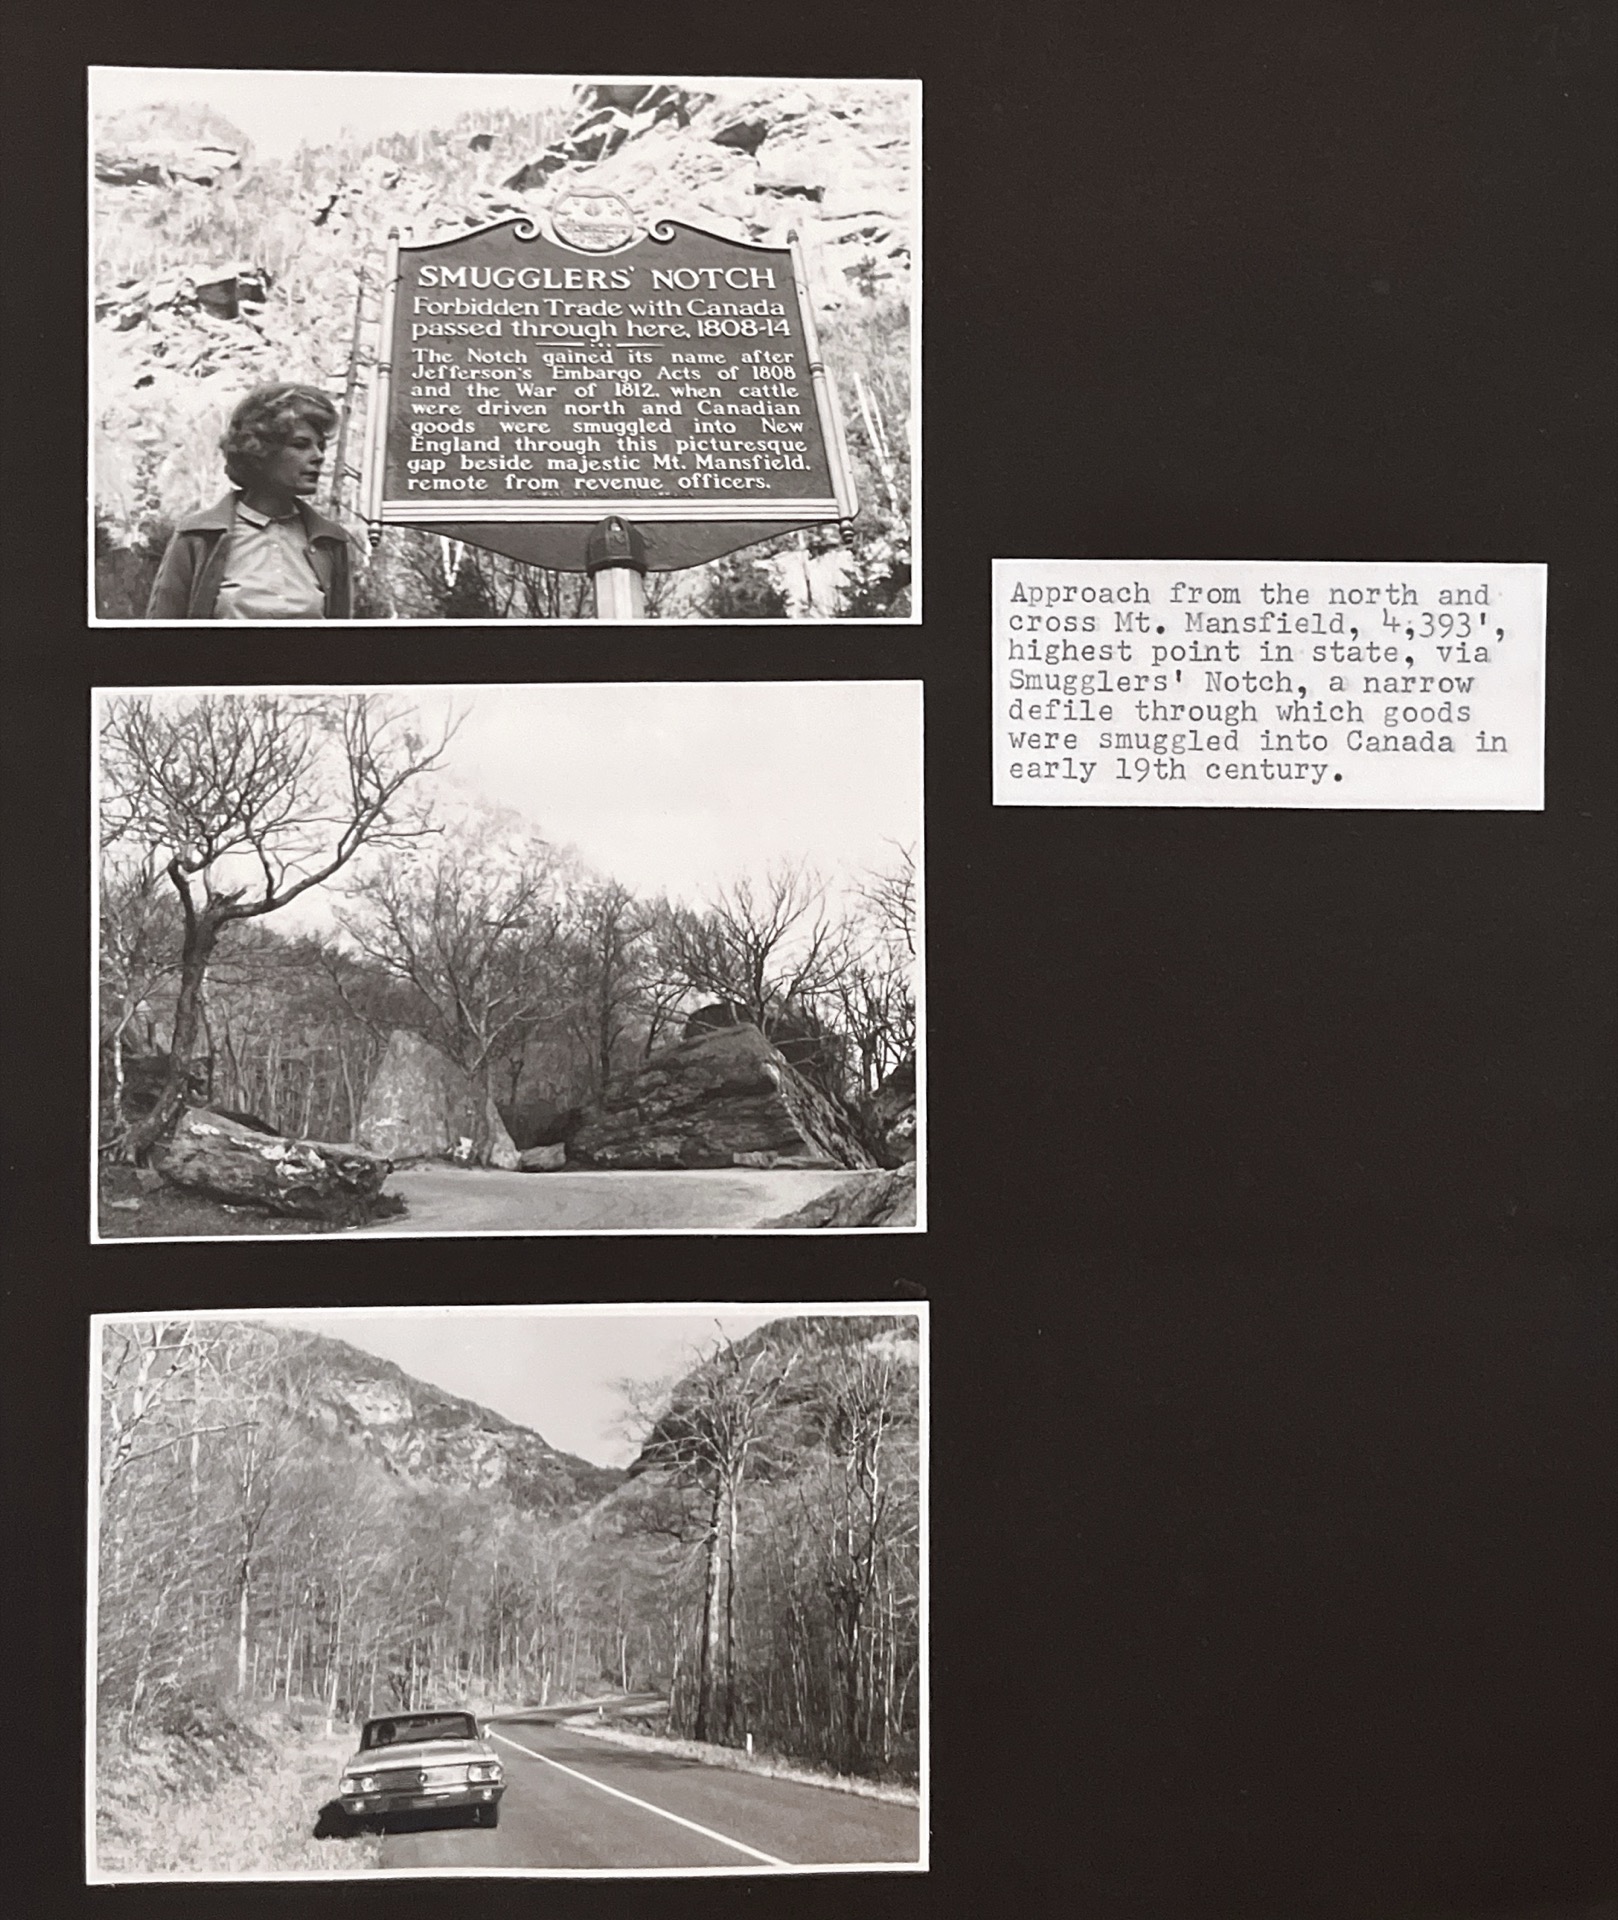 SMUGGLERS' NOTCH
Forbidden Trade with Canada
passed through here, 1808-14
The Notch gained its name after
Jefferson's Embargo Acts of 1808
and the War of 1812, when cattle
were driven north and Canadian
goods were smuggled into New
England through this picturesque
gap beside majestic Mt. Mansfield,
remote from revenue officers.
Approach from the north and
cross Mt. Mansfield, 4,393',
highest point in state, via
Smugglers' Notch, a narrow
defile through which goods
were smuggled into Canada in
early 19th century.